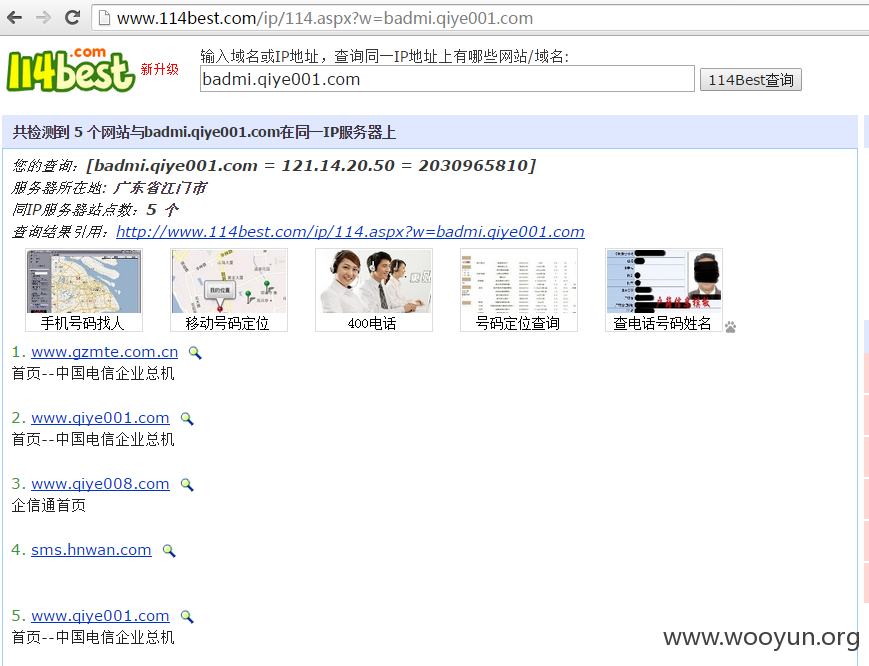 www.114best.com/ip/114.aspx?w=badmi.qiye001.com
114best.com
新升级
输入域名或IP地址，查询同一IP地址上有哪些网站/域名:
badmi.qiye001.com
114Best查询
共检测到 5 个网站与badmi.qiye001.com在同一IP服务器上
您的查询: [badmi.qiye001.com = 121.14.20.50 = 2030965810]
服务器所在地: 广东省江门市
同IP服务器站点数: 5 个
查询结果引用: http://www.114best.com/ip/114.aspx?w=badmi.qiye001.com
我的位置
手机号码找人
移动号码定位
400电话
号码定位查询
查电话号码姓名
1. www.gzmte.com.cn
首页--中国电信企业总机
2. www.qiye001.com
首页--中国电信企业总机
3. www.qiye008.com
企信通首页
4. sms.hnwan.com
5. www.qiye001.com
首页--中国电信企业总机
www.wooyun.org